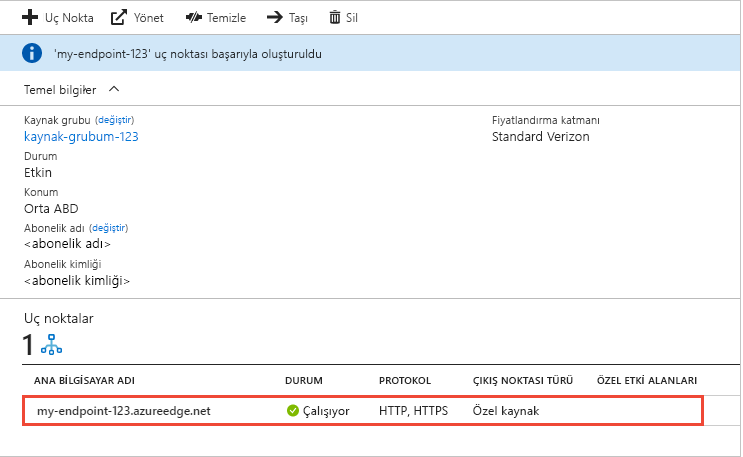 Uç Nokta Yönet Temizle Taşı Sil
'my-endpoint-123' uç noktası başarıyla oluşturuldu
Temel bilgiler
Kaynak grubu (değiştir) Fiyatlandırma katmanı
kaynak-grubum-123 Standard Verizon
Durum
Etkin
Konum
Orta ABD
Abonelik adı (değiştir)
<abonelik adı>
Abonelik kimliği
<abonelik kimliği>
Uç noktalar
1
ANA BİLGİSAYAR ADI DURUM PROTOKOL ÇIKIŞ NOKTASI TÜRÜ ÖZEL ETKİ ALANLARI
my-endpoint-123.azureedge.net Çalışıyor HTTP, HTTPS Özel kaynak